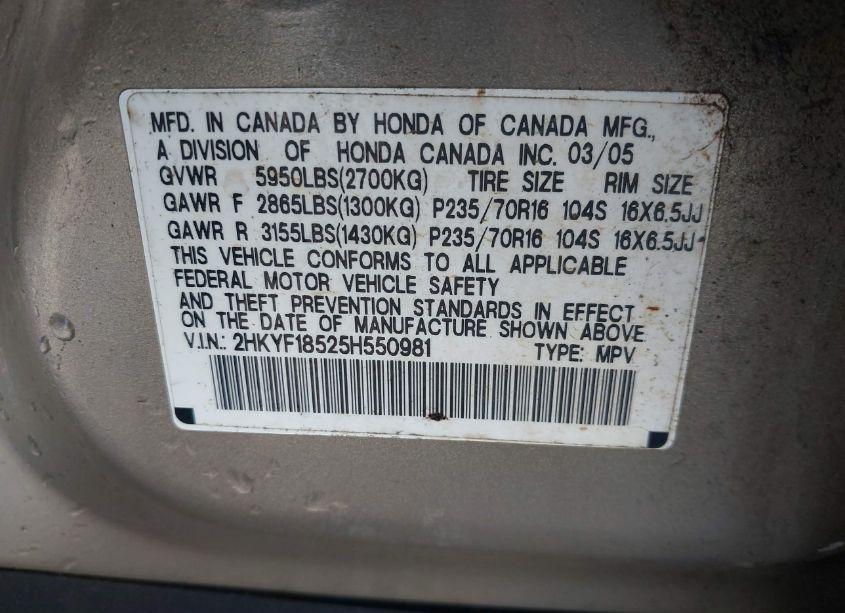 MFD. IN CANADA BY HONDA OF CANADA MFG.,
A DIVISION OF HONDA CANADA INC. 03/05
GVWR 5950LBS(2700KG) TIRE SIZE RIM SIZE
GAWR F 2865LBS(1300KG) P235/70R16 104S 16X6.5JJ
GAWR R 3155LBS(1430KG) P235/70R16 104S 16X6.5JJ
THIS VEHICLE CONFORMS TO ALL APPLICABLE
FEDERAL MOTOR VEHICLE SAFETY
AND THEFT PREVENTION STANDARDS IN EFFECT
ON THE DATE OF MANUFACTURE SHOWN ABOVE
V.I.N.: 2HKYF18525H550981 TYPE: MPV